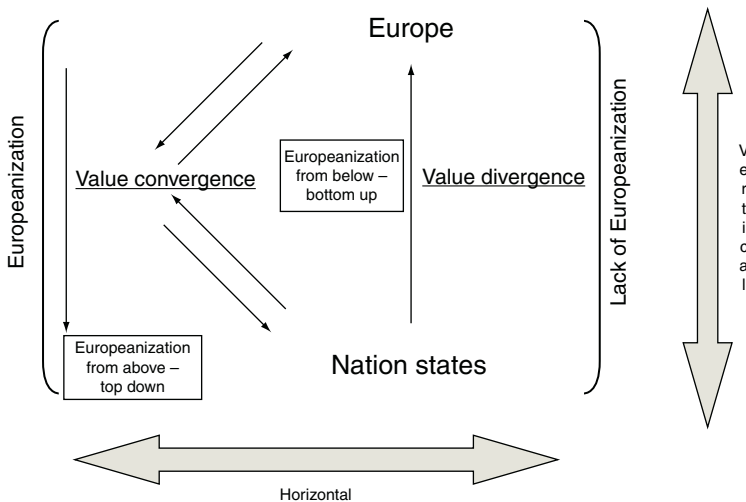 Europe
Europeanization
Value convergence
Europeanization
from below –
bottom up
Value divergence
Lack of Europeanization
Europeanization
from above –
top down
Nation states
Horizontal
V
e
r
t
i
c
a
l